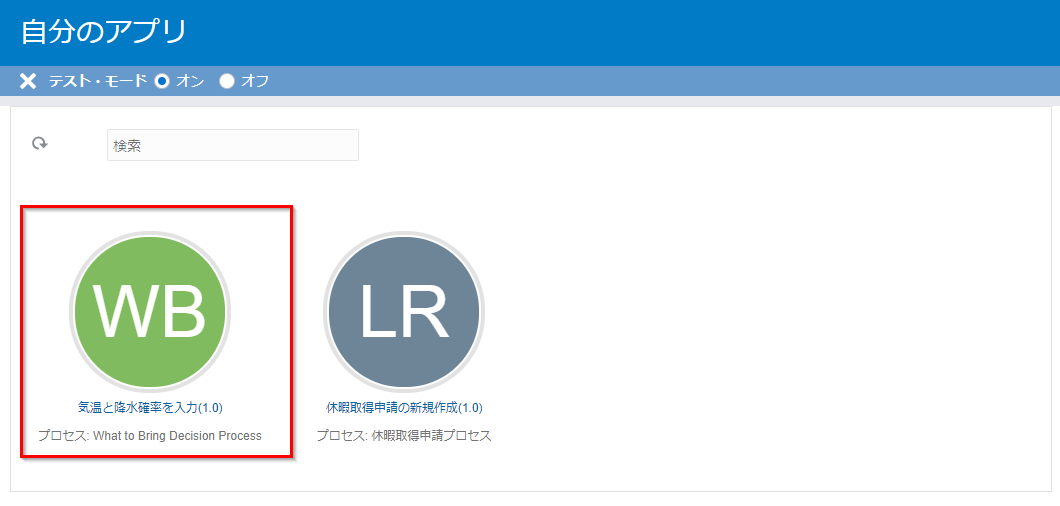 自分のアプリ
テスト・モード オン オフ
検索
WB
LR
気温と降水確率を入力(1.0)
休暇取得申請の新規作成(1.0)
プロセス: What to Bring Decision Process
プロセス: 休暇取得申請プロセス